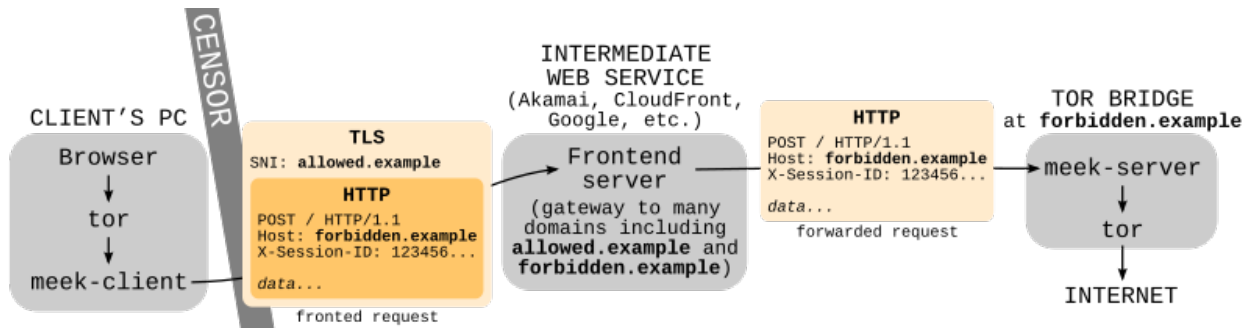 CLIENT'S PC
Browser
tor
meek-client
CENSOR
TLS
SNI: allowed.example
HTTP
POST / HTTP/1.1
Host: forbidden.example
X-Session-ID: 123456...
data...
fronted request
INTERMEDIATE
WEB SERVICE
(Akamai, CloudFront,
Google, etc.)
Frontend
server
(gateway to many
domains including
allowed.example and
forbidden.example)
HTTP
POST / HTTP/1.1
Host: forbidden.example
X-Session-ID: 123456...
data...
forwarded request
TOR BRIDGE
at forbidden.example
meek-server
tor
INTERNET